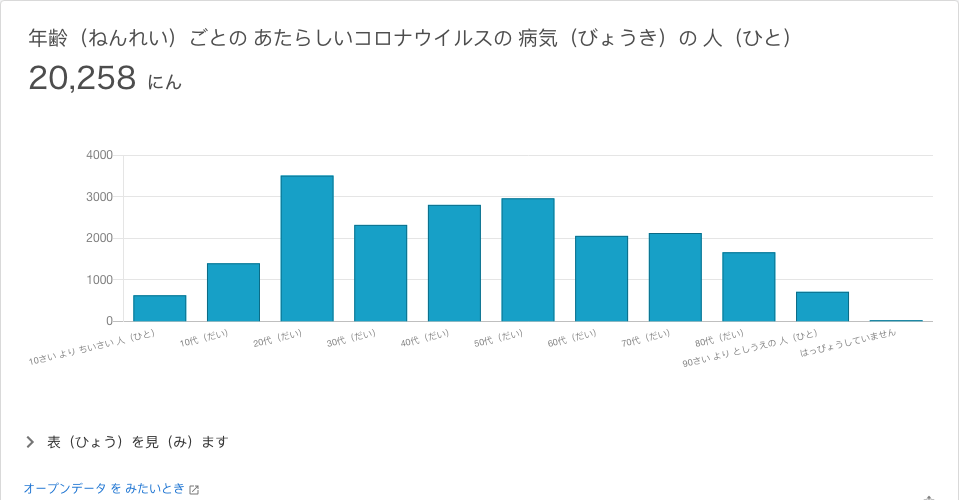 年齢（ねんれい）ごとの あたらしいコロナウイルスの 病気（びょうき）の 人（ひと）
20,258 にん
4000
3000
2000
1000
0
10さい より ちいさい 人（ひと）
10代（だい）
20代（だい）
30代（だい）
40代（だい）
50代（だい）
60代（だい）
70代（だい）
80代（だい）
90さい より としうえの 人（ひと）
はっぴょうしていません
表（ひょう）を見（み）ます
オープンデータ を みたいとき